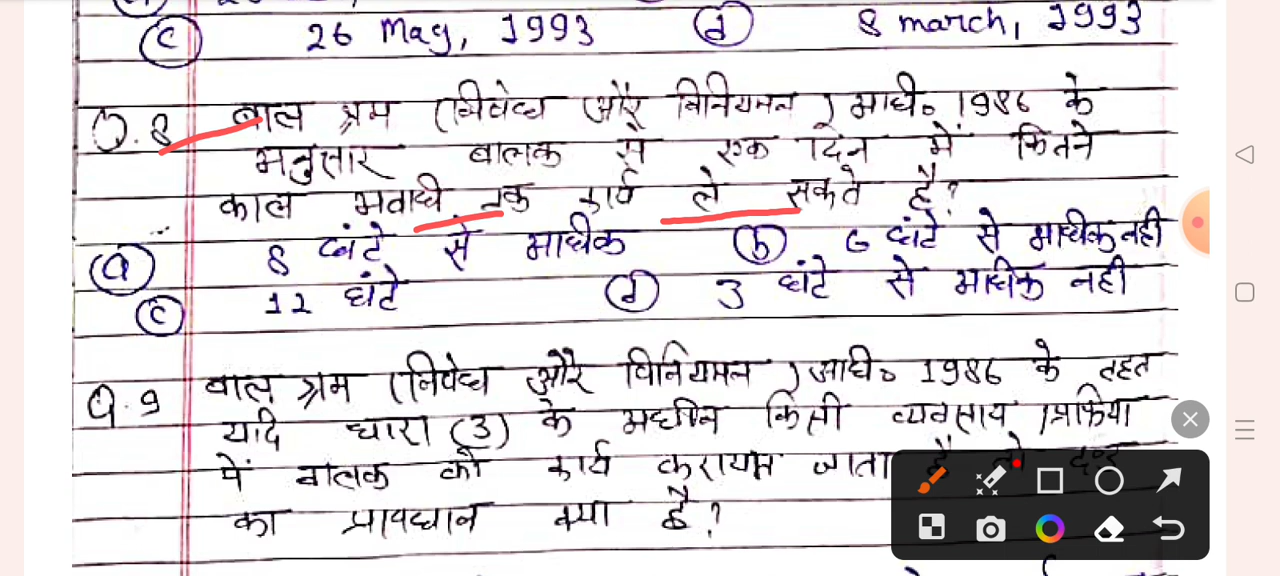 (c) 26 May, 1993 (d) 8 march, 1993
Q.8 बाल श्रम (निषेध और विनियमन) अधि० 1986 के
अनुसार बालक से एक दिन में कितने
काल अवधि तक कार्य ले सकते है?
(a) 8 घंटे से अधिक (b) 6 घंटे से अधिक नही
(c) 12 घंटे (d) 3 घंटे से अधिक नही
Q.9 बाल श्रम (निषेध और विनियमन) अधि० 1986 के तहत
यदि धारा (3) के अधीन किसी व्यवसाय / प्रक्रिया
में बालक को कार्य कराया जाता है तो दण्ड
का प्रावधान क्या है?